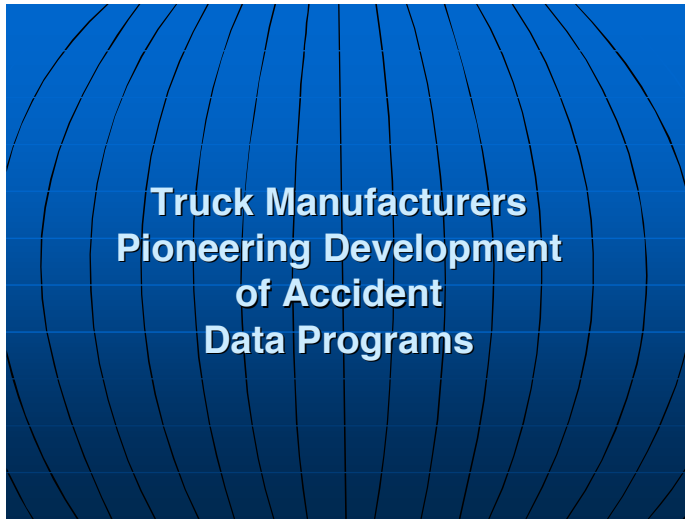 Truck Manufacturers
Pioneering Development
of Accident
Data Programs